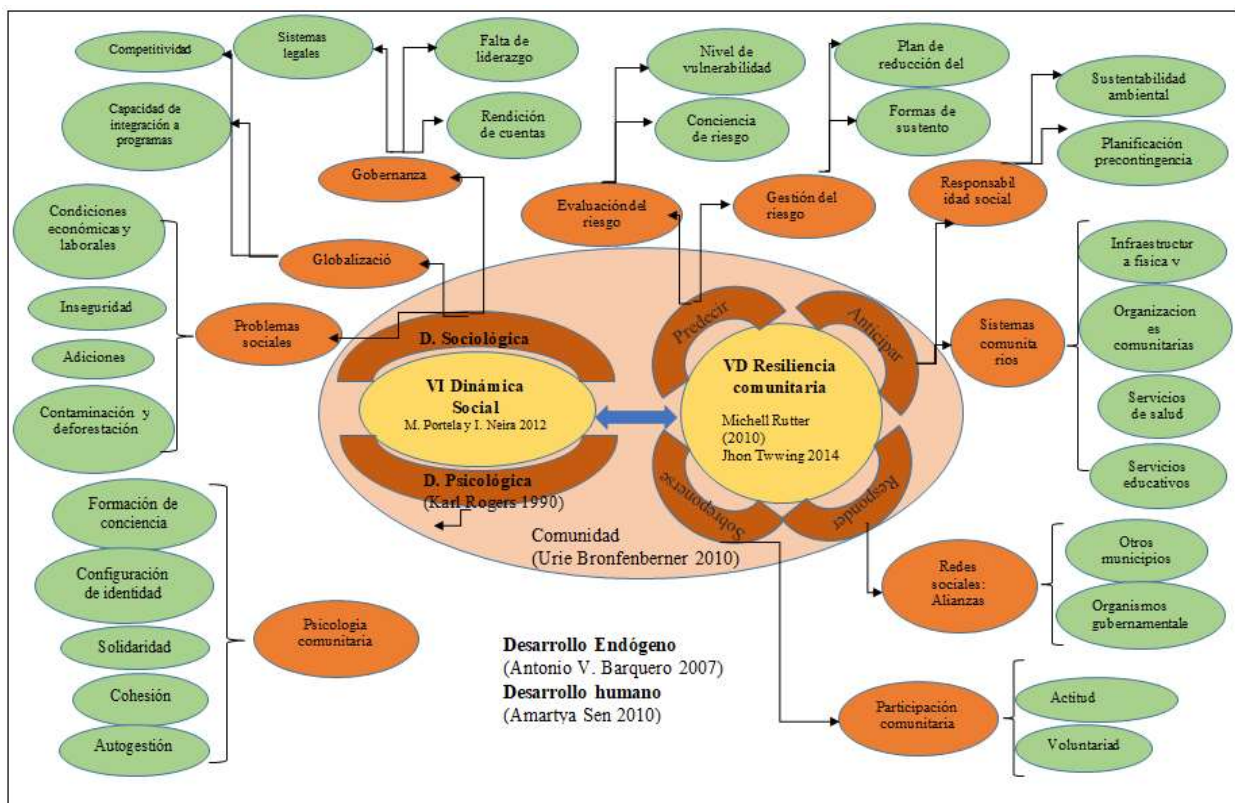 Competitividad
Sistemas
legales
Falta de
liderazgo
Nivel de
vulnerabilidad
Plan de
reducción del
Sustentabilidad
ambiental
Capacidad de
integración a
programas
Rendición
de cuentas
Conciencia
de riesgo
Formas de
sustento
Planificación
precontingencia
Gobernanza
Evaluación del
riesgo
Gestión del
riesgo
Responsabil
idad social
Condiciones
económicas y
laborales
Globalizació
Infraestructur
a física v
Inseguridad
Problemas
sociales
D. Sociológica
Predecir
Anticipar
Sistemas
comunita
rios
Organizacion
es comunitarias
Adiciones
VI Dinámica
Social
M. Portela y I. Neira 2012
VD Resiliencia
comunitaria
Michell Rutter
(2010)
Jhon Twwing 2014
Servicios
de salud
Contaminación y
deforestación
D. Psicológica
(Karl Rogers 1990)
Sobreponerse
Responder
Servicios
educativos
Comunidad
(Urie Bronfenberner 2010)
Formación de
conciencia
Configuración
de identidad
Solidaridad
Cohesión
Autogestión
Psicologia
comunitaria
Redes
sociales:
Alianzas
Otros
municipios
Organismos
gubernamentale
Desarrollo Endógeno
(Antonio V. Barquero 2007)
Desarrollo humano
(Amartya Sen 2010)
Participación
comunitaria
Actitud
Voluntariad